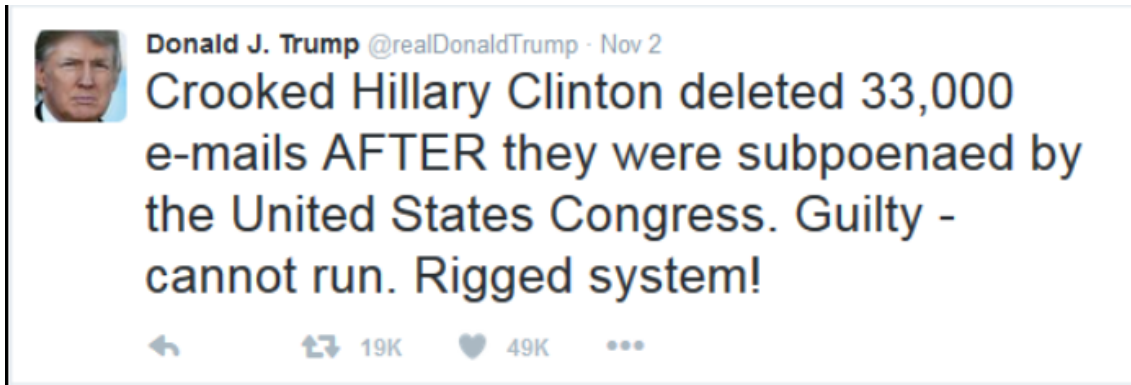 Donald J. Trump @realDonaldTrump · Nov 2
Crooked Hillary Clinton deleted 33,000
e-mails AFTER they were subpoenaed by
the United States Congress. Guilty -
cannot run. Rigged system!
19K 49K